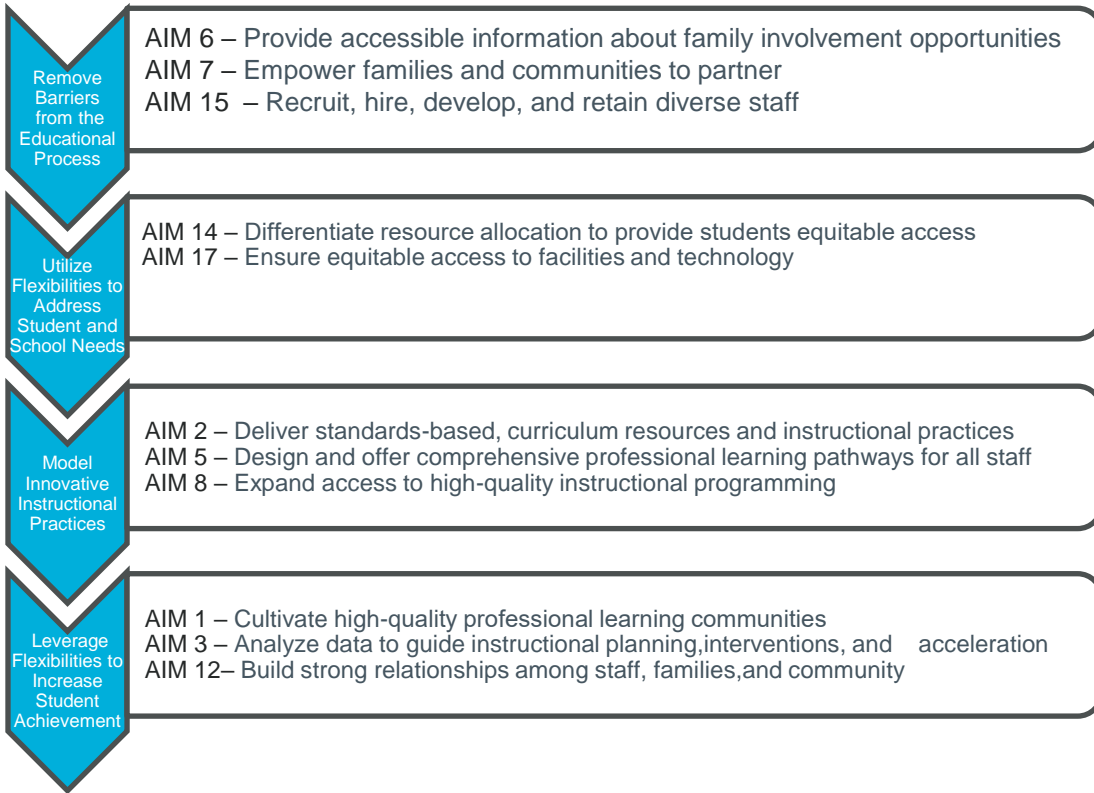 Remove
Barriers
from the
Educational
Process
AIM 6 – Provide accessible information about family involvement opportunities
AIM 7 – Empower families and communities to partner
AIM 15 – Recruit, hire, develop, and retain diverse staff
Utilize
Flexibilities to
Address
Student and
School Needs
AIM 14 – Differentiate resource allocation to provide students equitable access
AIM 17 – Ensure equitable access to facilities and technology
Model
Innovative
Instructional
Practices
AIM 2 – Deliver standards-based, curriculum resources and instructional practices
AIM 5 – Design and offer comprehensive professional learning pathways for all staff
AIM 8 – Expand access to high-quality instructional programming
Leverage
Flexibilities to
Increase
Student
Achievement
AIM 1 – Cultivate high-quality professional learning communities
AIM 3 – Analyze data to guide instructional planning,interventions, and acceleration
AIM 12– Build strong relationships among staff, families,and community